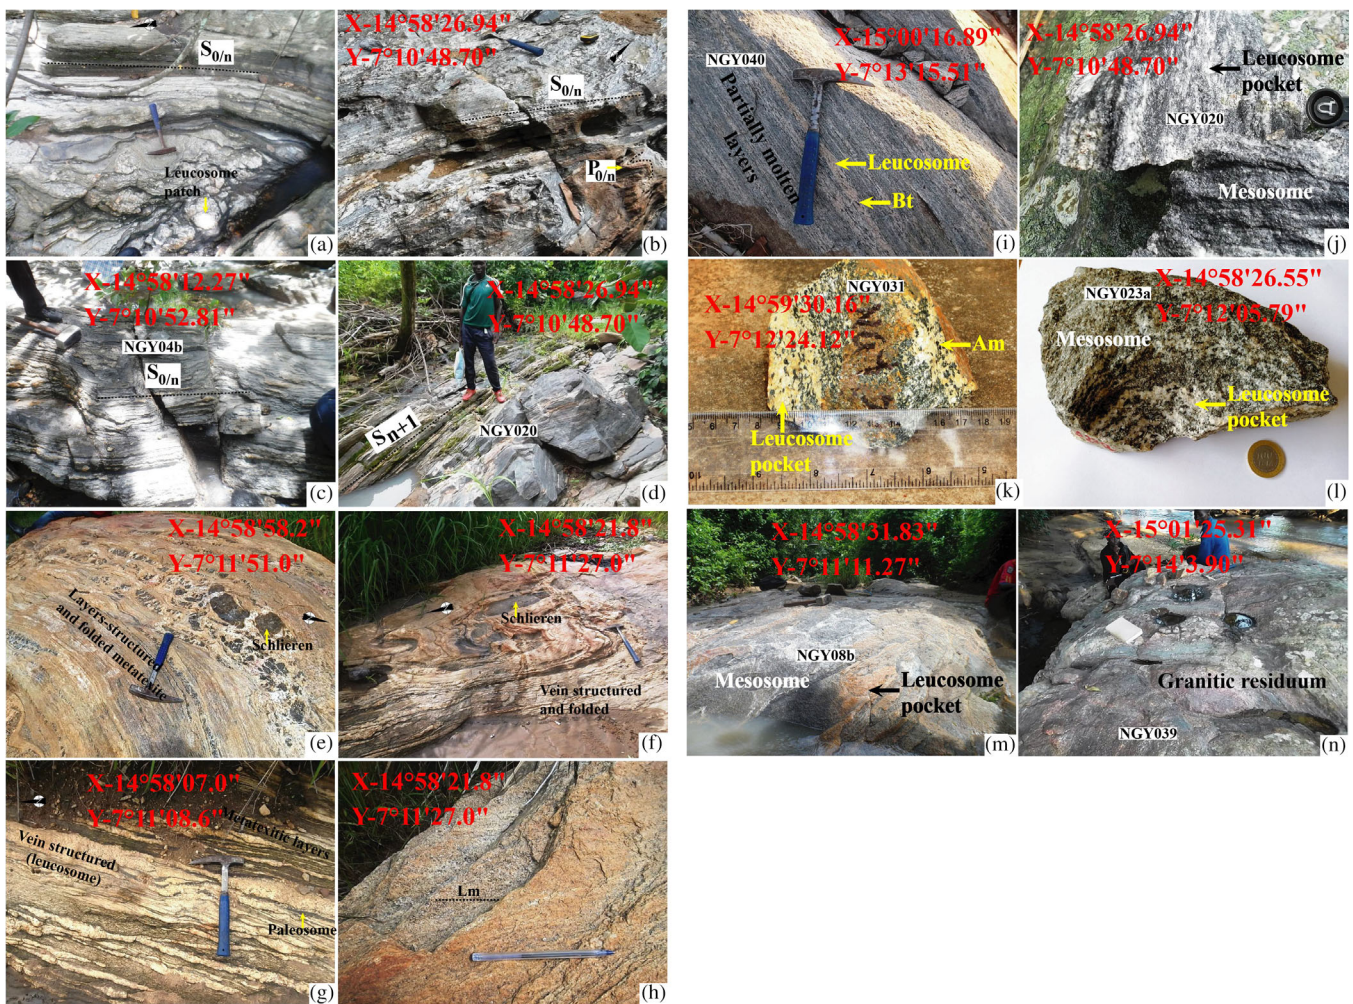 S0/n
Leucosome
patch
(a)
X-14°58'26.94"
Y-7°10'48.70"
S0/n
P0/n
(b)
X-14°58'12.27"
Y-7°10'52.81"
NGY04b
S0/n
(c)
X-14°58'26.94"
Y-7°10'48.70"
Sn+1
NGY020
(d)
X-14°58'58.2"
Y-7°11'51.0"
Layers-structured
and folded metatexite
Schlieren
(e)
X-14°58'21.8"
Y-7°11'27.0"
Schlieren
Vein structured
and folded
(f)
X-14°58'07,0"
Y-7°11'08.6"
Metatexitic layers
Vein structured
(leucosome)
Paleosome
(g)
X-14°58'21.8"
Y-7°11'27.0"
Lm
(h)
X-15°00'16.89"
Y-7°13'15.51"
NGY040
Partially molten
layers
Leucosome
Bt
(i)
X-14°58'26.94"
Y-7°10'48.70"
Leucosome
pocket
NGY020
Mesosome
(j)
NGY031
X-14°59'30.16"
Y-7°12'24.12"
Am
Leucosome
pocket
(k)
X-14°58'26.55"
Y-7°12'05.79"
NGY023a
Mesosome
Leucosome
pocket
(l)
X-14°58'31.83"
Y-7°11'11.27"
NGY08b
Mesosome
Leucosome
pocket
(m)
X-15°01'25.31"
Y-7°14'3.90"
Granitic residuum
NGY039
(n)